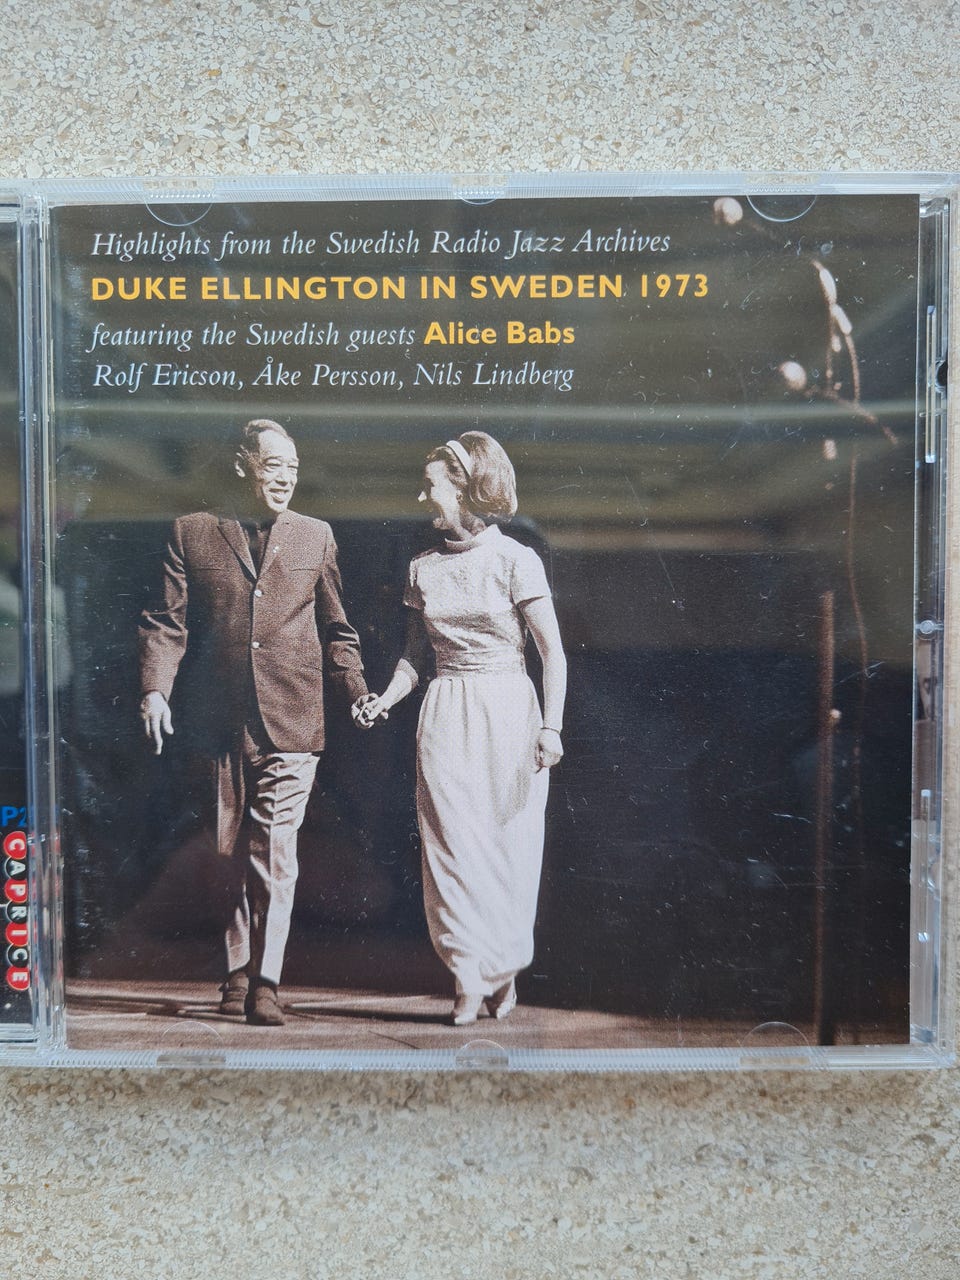 Highlights from the Swedish Radio Jazz Archives
DUKE ELLINGTON IN SWEDEN 1973
featuring the Swedish guests Alice Babs
Rolf Ericson, Åke Persson, Nils Lindberg
P2
CAPRICE